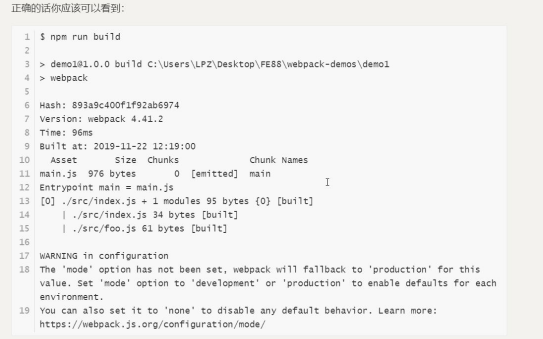 正确的话你应该可以看到：
1 $ npm run build
2
3 > demo1@1.0.0 build C:\Users\LPZ\Desktop\FE88\webpack-demos\demo1
4 > webpack
5
6 Hash: 893a9c400f1f92ab6974
7 Version: webpack 4.41.2
8 Time: 96ms
9 Built at: 2019-11-22 12:19:00
10 Asset Size Chunks Chunk Names
11 main.js 976 bytes 0 [emitted] main
12 Entrypoint main = main.js
13 [0] ./src/index.js + 1 modules 95 bytes {0} [built]
14 | ./src/index.js 34 bytes [built]
15 | ./src/foo.js 61 bytes [built]
16
17 WARNING in configuration
18 The 'mode' option has not been set, webpack will fallback to 'production' for this
value. Set 'mode' option to 'development' or 'production' to enable defaults for each
environment.
19 You can also set it to 'none' to disable any default behavior. Learn more:
https://webpack.js.org/configuration/mode/